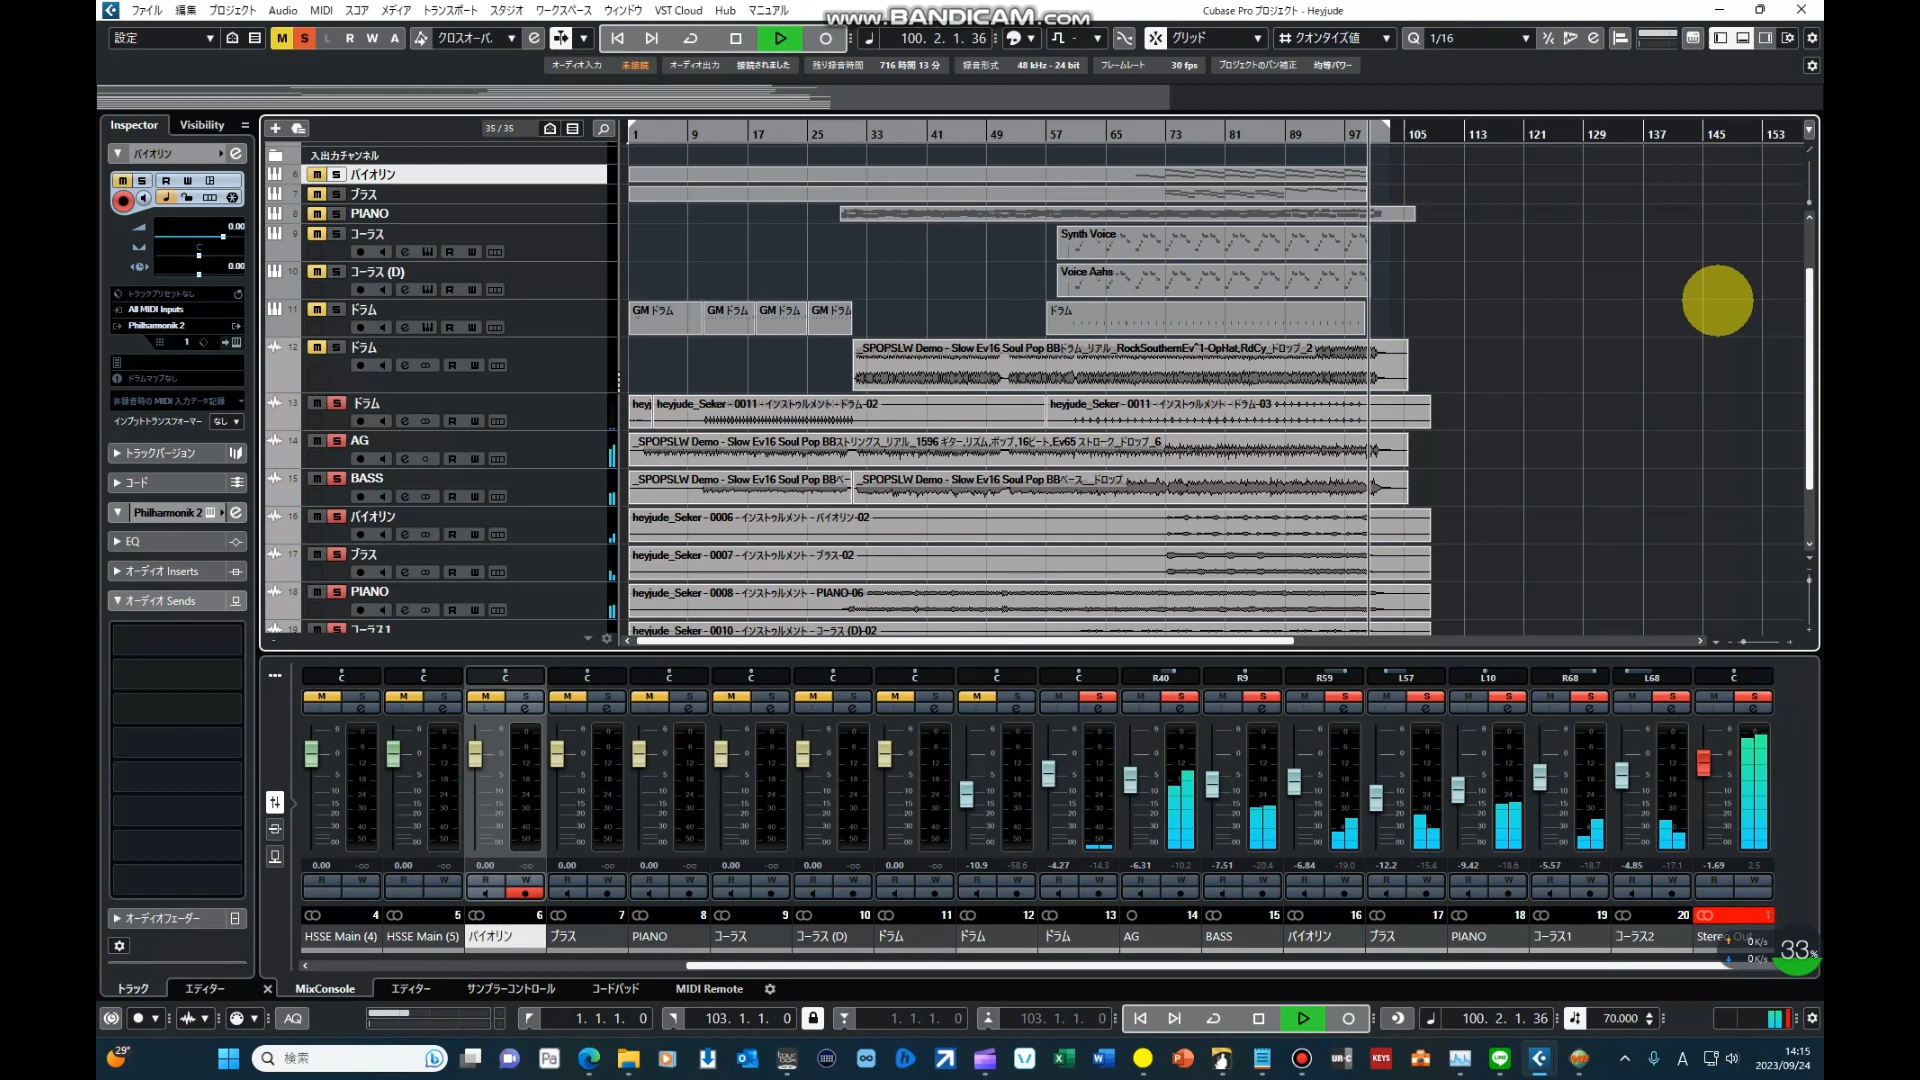 ファイル 編集 プロジェクト Audio MIDI スコア メディア トランスポート スタジオ ワークスペース ウィンドウ VST Cloud Hub マニュアル
www.BANDICAM.com
Cubase Pro プロジェクト - Heyjude
設定 M S L R W A クロスオーバ. 100. 2. 1. 36 グリッド クオンタイズ値 Q 1/16
オーディオ入力 未接続 オーディオ出力 接続されました 残り録音時間 716 時間 13 分 録音形式 48 kHz - 24 bit フレームレート 30 fps プロジェクトのパン補正 均等パワー
Inspector Visibility 35 / 35
1 9 17 25 33 41 49 57 65 73 81 89 97 105 113 121 129 137 145 153
バイオリン
入出力チャンネル
6 m S バイオリン
7 m S ブラス
8 m S PIANO
9 m S コーラス Synth Voice
10 m S コーラス (D) Voice Aahs
11 m S ドラム GM ドラム GM ドラム GM ドラム GM ドラム ドラム
12 m S ドラム _SPOPSLW Demo - Slow Ev16 Soul Pop BBドラム_リアル_RockSouthernEv^1-OpHat,RdCy_ドロップ_2
13 m S ドラム heyj heyjude_Seker - 0011 - インストゥルメント - ドラム-02 heyjude_Seker - 0011 - インストゥルメント - ドラム-03
14 m S AG _SPOPSLW Demo - Slow Ev16 Soul Pop BBストリングス_リアル_1596 ギター,リズム,ポップ,16ビート,Ev65 ストローク_ドロップ_6
15 m S BASS _SPOPSLW Demo - Slow Ev16 Soul Pop BBベー _SPOPSLW Demo - Slow Ev16 Soul Pop BBベース__ドロップ
16 m S バイオリン heyjude_Seker - 0006 - インストゥルメント - バイオリン-02
17 m S ブラス heyjude_Seker - 0007 - インストゥルメント - ブラス-02
18 m S PIANO heyjude_Seker - 0008 - インストゥルメント - PIANO-06
19 m S コーラス1 heyjude_Seker - 0010 - インストゥルメント - コーラス (D)-02
0.00
C
0.00
トラックプリセットなし
All MIDI Inputs
Philharmonik 2
1
ドラムマップなし
非録音時の MIDI 入力データ記録
インプットトランスフォーマー なし
トラックバージョン
コード
Philharmonik 2
EQ
オーディオ Inserts
オーディオ Sends
オーディオフェーダー
C C C C C C C C C C R40 R9 R59 L57 L10 R68 L68 C
0.00 -oo 0.00 -oo 0.00 -oo 0.00 -oo 0.00 -oo 0.00 -oo 0.00 -oo 0.00 -oo -10.9 -58.6 -4.27 -14.3 -6.31 -10.2 -7.51 -20.4 -6.84 -19.0 -12.2 -15.4 -9.42 -18.6 -5.57 -18.7 -4.85 -17.1 -1.69 2.5
4 5 6 7 8 9 10 11 12 13 14 15 16 17 18 19 20 1
HSSE Main (4) HSSE Main (5) バイオリン ブラス PIANO コーラス コーラス (D) ドラム ドラム ドラム AG BASS バイオリン ブラス PIANO コーラス1 コーラス2 Stereo Out
0K/s
0K/s
33%
トラック エディター MixConsole エディター サンプラーコントロール コードパッド MIDI Remote
AQ 1. 1. 1. 0 103. 1. 1. 0 1. 1. 1. 0 103. 1. 1. 0 100. 2. 1. 36 70.000
29°
検索
UR-C KEYS
A
14:15
2023/09/24